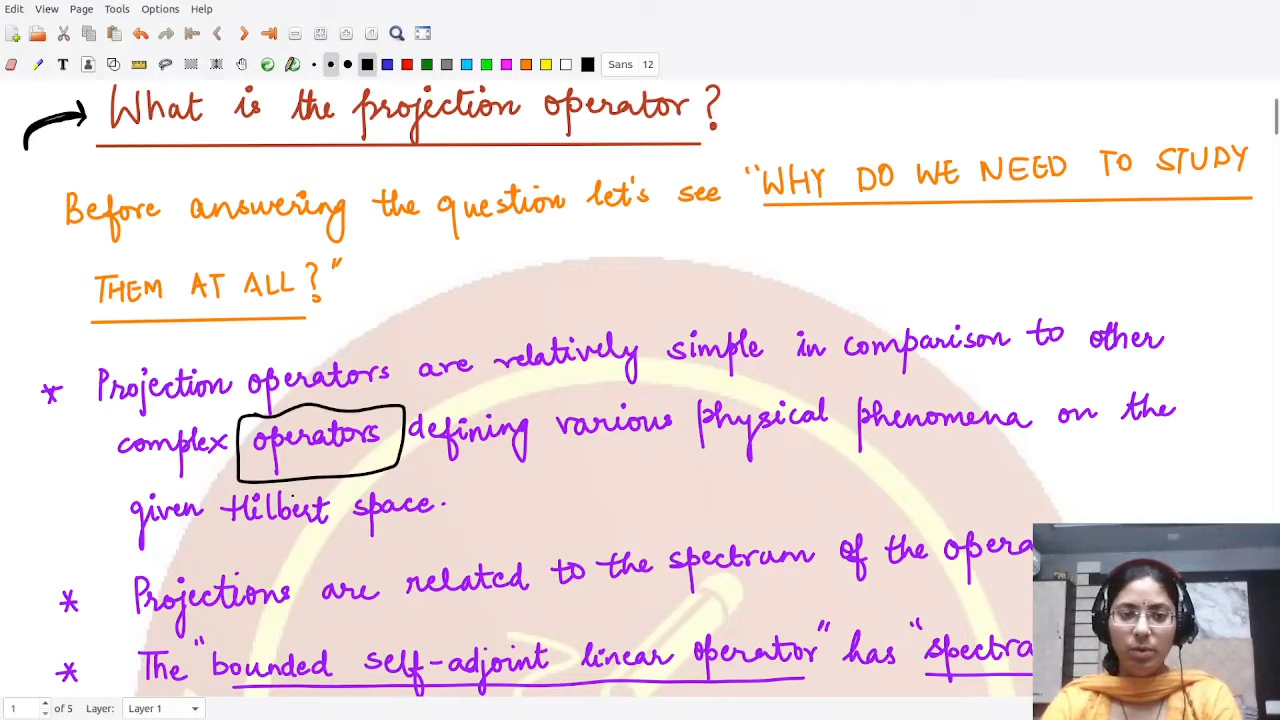 Edit View Page Tools Options Help
Sans 12
What is the projection operator?
Before answering the question let's see "WHY DO WE NEED TO STUDY
THEM AT ALL?"
* Projection operators are relatively simple in comparison to other
complex operators defining various physical phenomena on the
given Hilbert space.
* Projections are related to the spectrum of the opera
* The "bounded self-adjoint linear operator" has "spectra
1 of 5 Layer: Layer 1